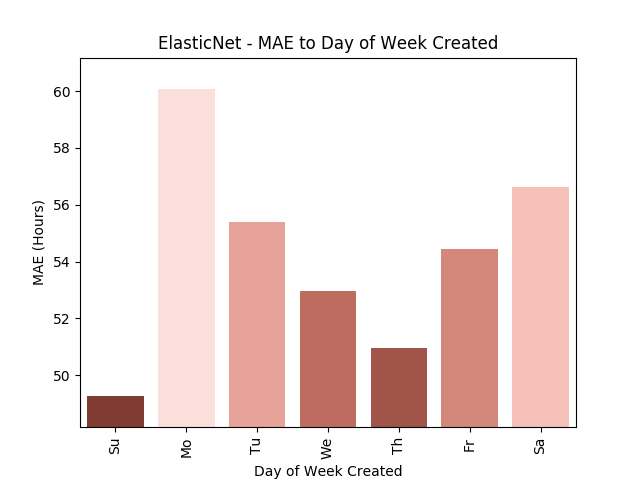 ElasticNet - MAE to Day of Week Created
MAE (Hours)
60
58
56
54
52
50
Su
Mo
Tu
We
Th
Fr
Sa
Day of Week Created